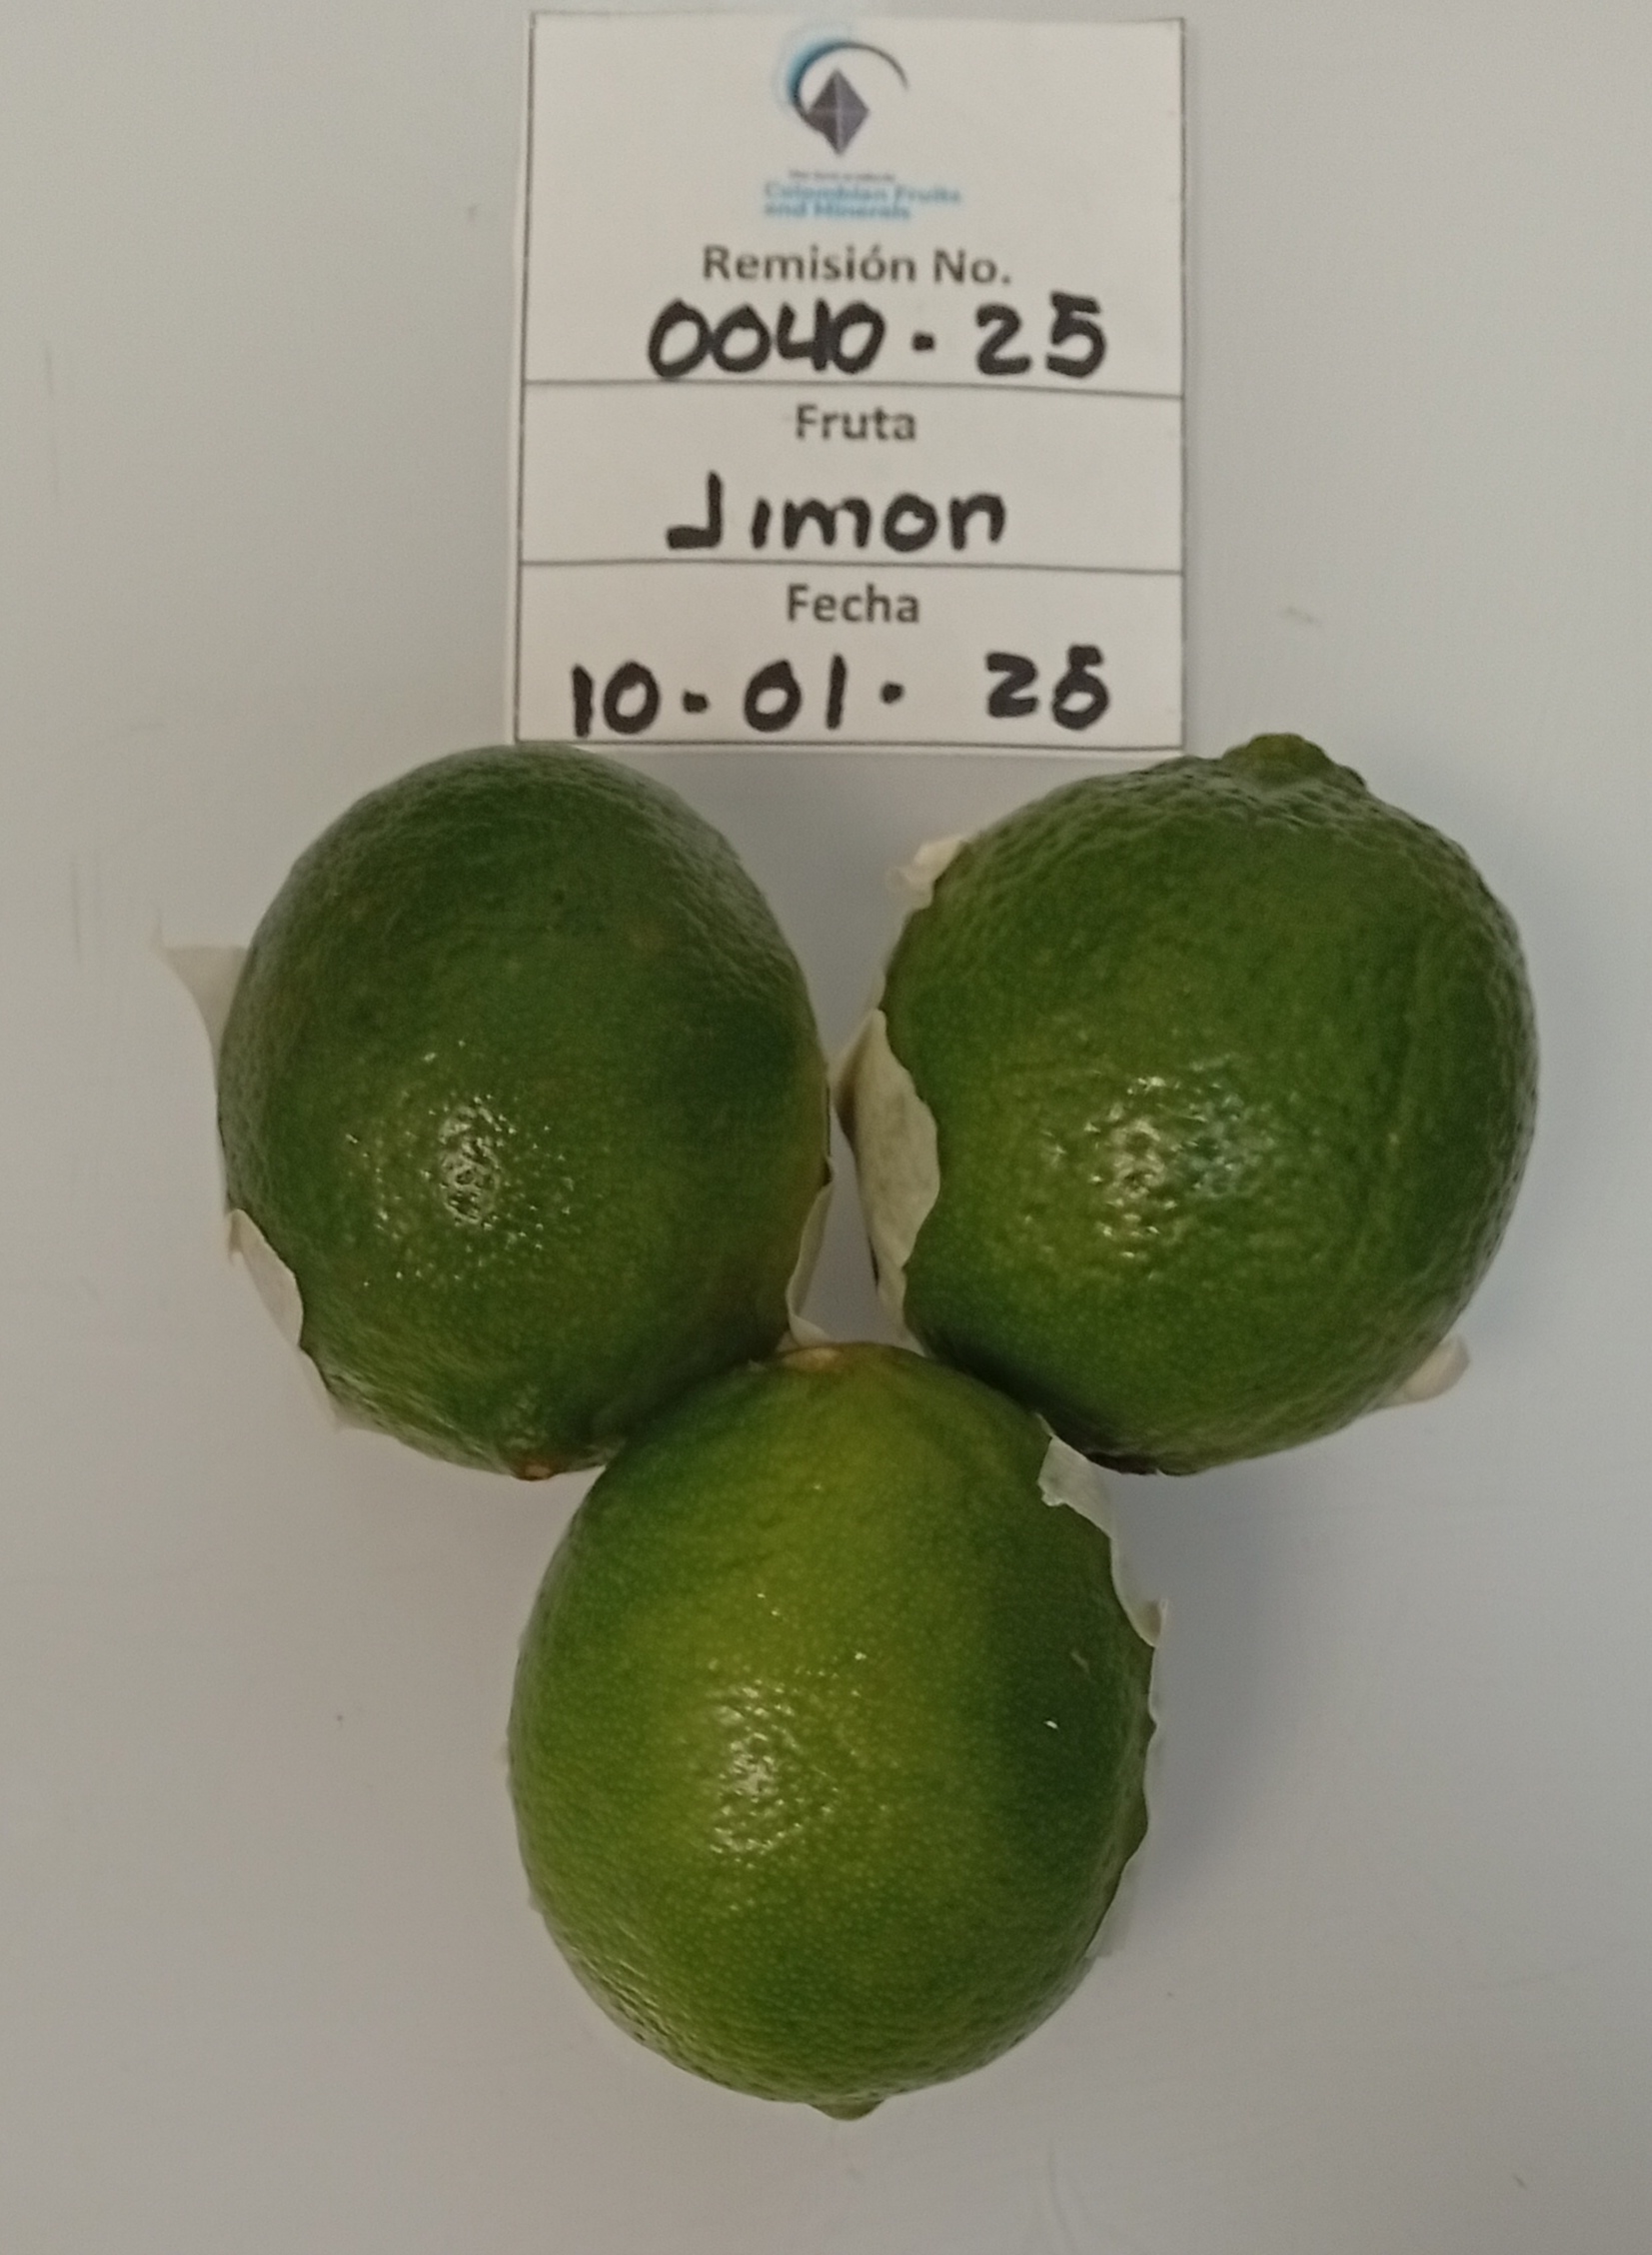 Colombian Fruits
and Minerals
Remisión No.
0040-25
Fruta
Limon
Fecha
10-01-25